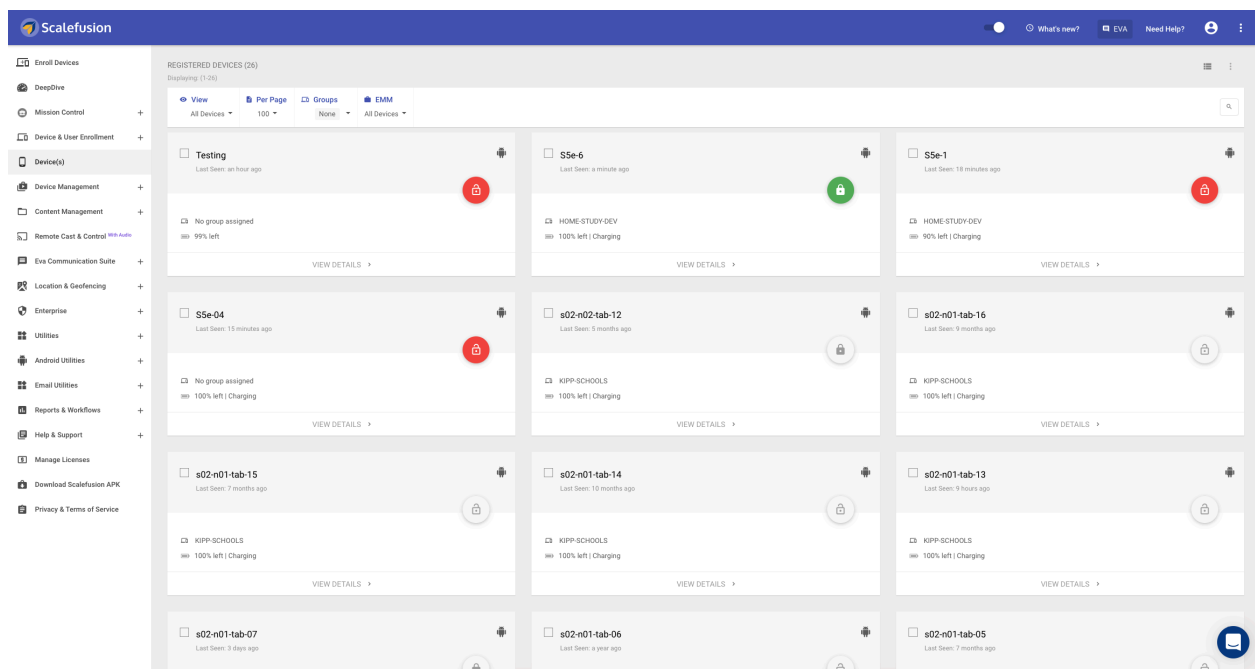 Scalefusion
What's new?
EVA
Need Help?
Enroll Devices
DeepDive
Mission Control +
Device & User Enrollment +
Device(s)
Device Management +
Content Management +
Remote Cast & Control With Audio
Eva Communication Suite +
Location & Geofencing +
Enterprise +
Utilities +
Android Utilities +
Email Utilities +
Reports & Workflows +
Help & Support +
Manage Licenses
Download Scalefusion APK
Privacy & Terms of Service
REGISTERED DEVICES (26)
Displaying: (1-26)
View Per Page Groups EMM
All Devices 100 None All Devices
Testing
Last Seen: an hour ago
No group assigned
99% left
VIEW DETAILS
S5e-6
Last Seen: a minute ago
HOME-STUDY-DEV
100% left | Charging
VIEW DETAILS
S5e-1
Last Seen: 18 minutes ago
HOME-STUDY-DEV
90% left | Charging
VIEW DETAILS
S5e-04
Last Seen: 15 minutes ago
No group assigned
100% left | Charging
VIEW DETAILS
s02-n02-tab-12
Last Seen: 5 months ago
KIPP-SCHOOLS
100% left | Charging
VIEW DETAILS
s02-n01-tab-16
Last Seen: 9 months ago
KIPP-SCHOOLS
100% left | Charging
VIEW DETAILS
s02-n01-tab-15
Last Seen: 7 months ago
KIPP-SCHOOLS
100% left | Charging
VIEW DETAILS
s02-n01-tab-14
Last Seen: 10 months ago
KIPP-SCHOOLS
100% left | Charging
VIEW DETAILS
s02-n01-tab-13
Last Seen: 9 hours ago
KIPP-SCHOOLS
100% left | Charging
VIEW DETAILS
s02-n01-tab-07
Last Seen: 3 days ago
s02-n01-tab-06
Last Seen: a year ago
s02-n01-tab-05
Last Seen: 7 months ago